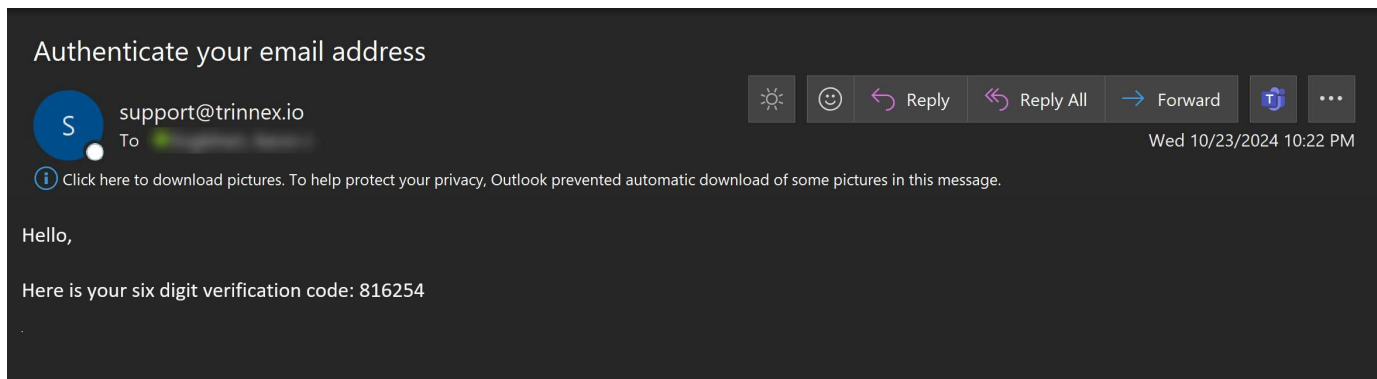 Authenticate your email address
S
support@trinnex.io
To
Reply
Reply All
Forward
Wed 10/23/2024 10:22 PM
Click here to download pictures. To help protect your privacy, Outlook prevented automatic download of some pictures in this message.
Hello,
Here is your six digit verification code: 816254